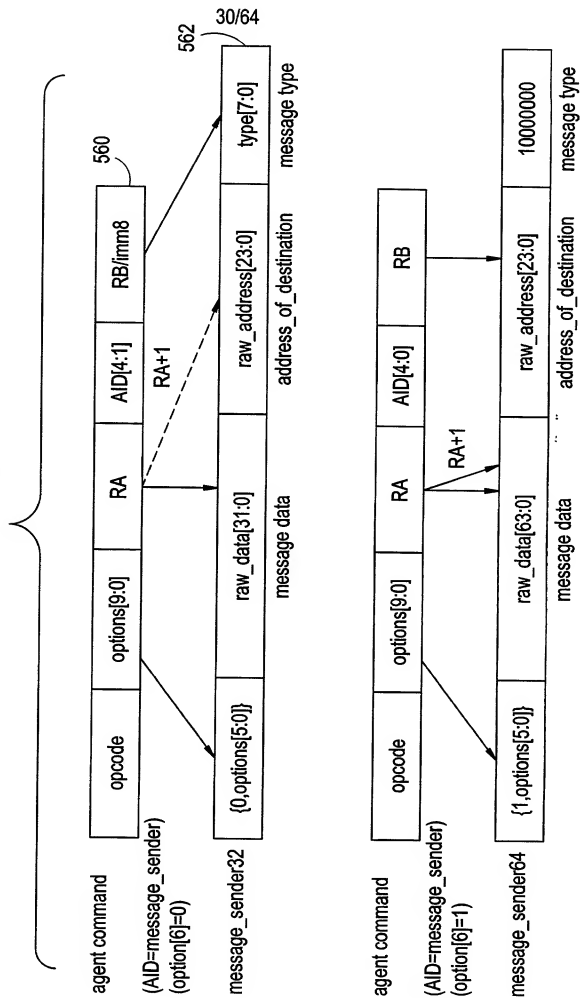 30/64
562
560
agent command
opcode
options[9:0]
RA
AID[4:1]
RB/imm8
(AID=message_sender)
(option[6]=0)
RA+1
message_sender32
{0,options[5:0]}
raw_data[31:0]
raw_address[23:0]
type[7:0]
message data
address_of_destination
message type
agent command
opcode
options[9:0]
RA
AID[4:0]
RB
(AID=message_sender)
(option[6]=1)
RA+1
message_sender64
{1,options[5:0]}
raw_data[63:0]
raw_address[23:0]
10000000
message data
address_of_destination
message type